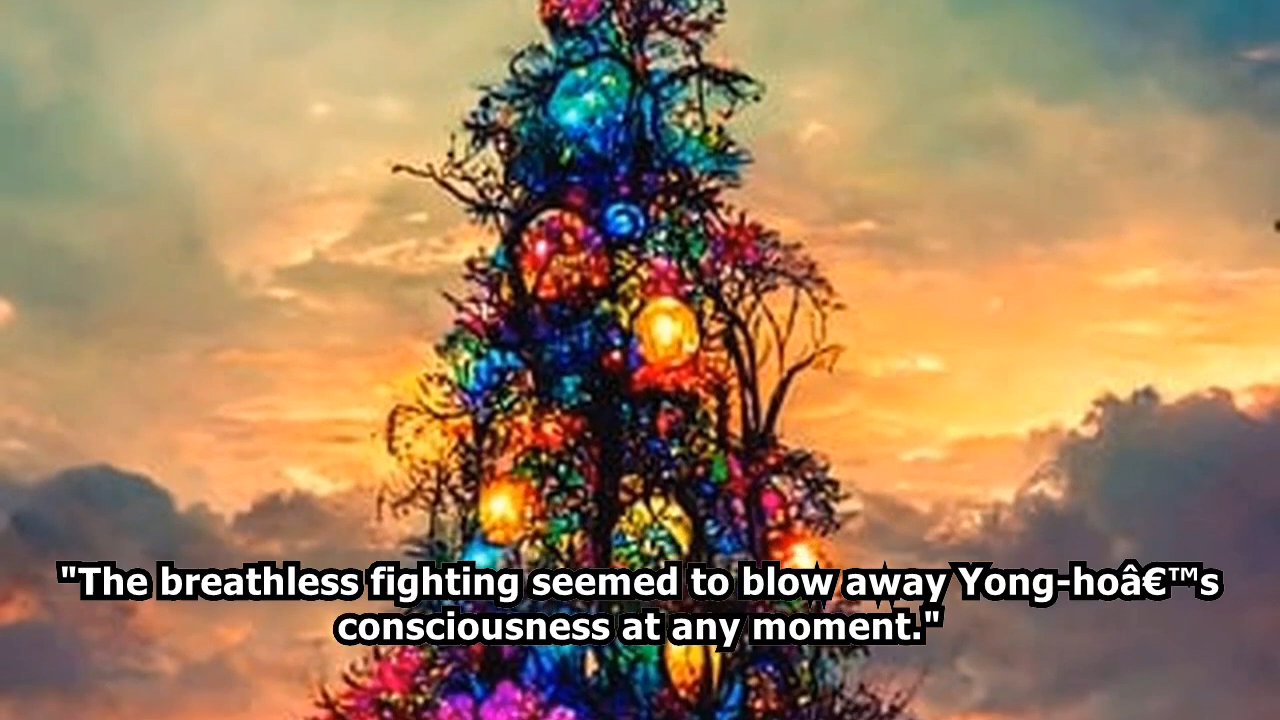 "The breathless fighting seemed to blow away Yong-hoâ€™s
consciousness at any moment."